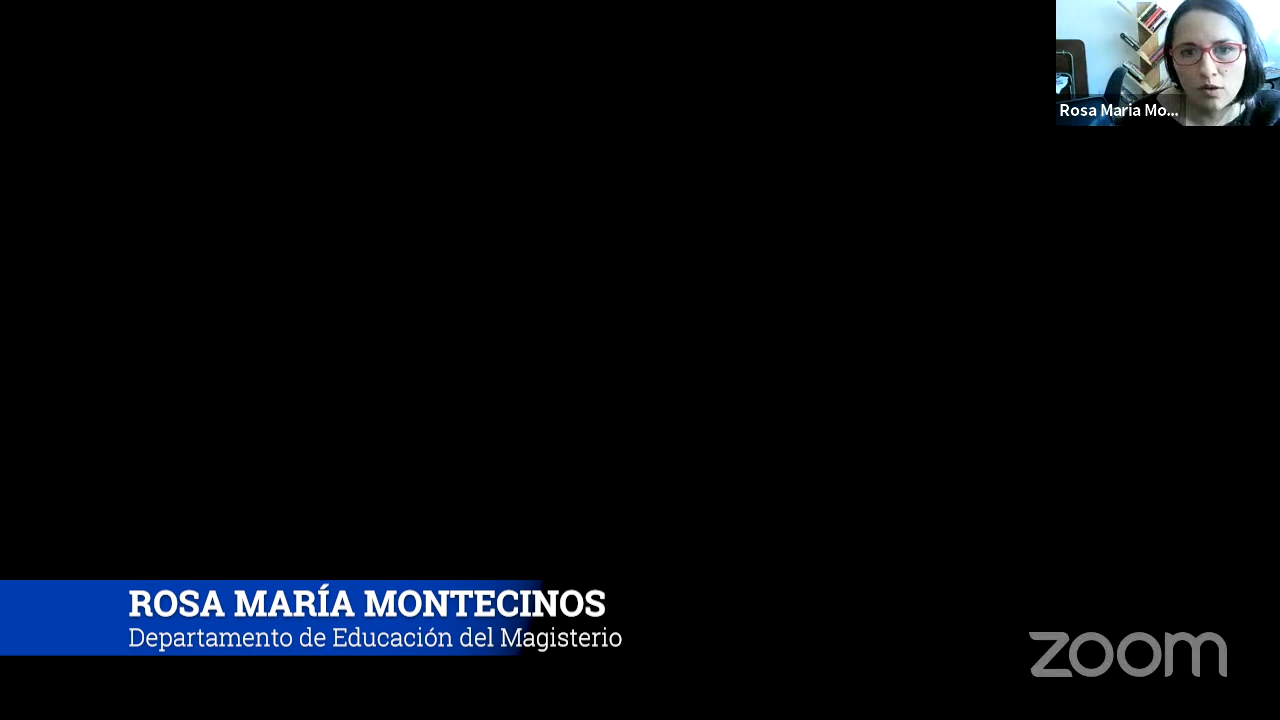 Rosa Maria Mo...
ROSA MARÍA MONTECINOS
Departamento de Educación del Magisterio
zoom